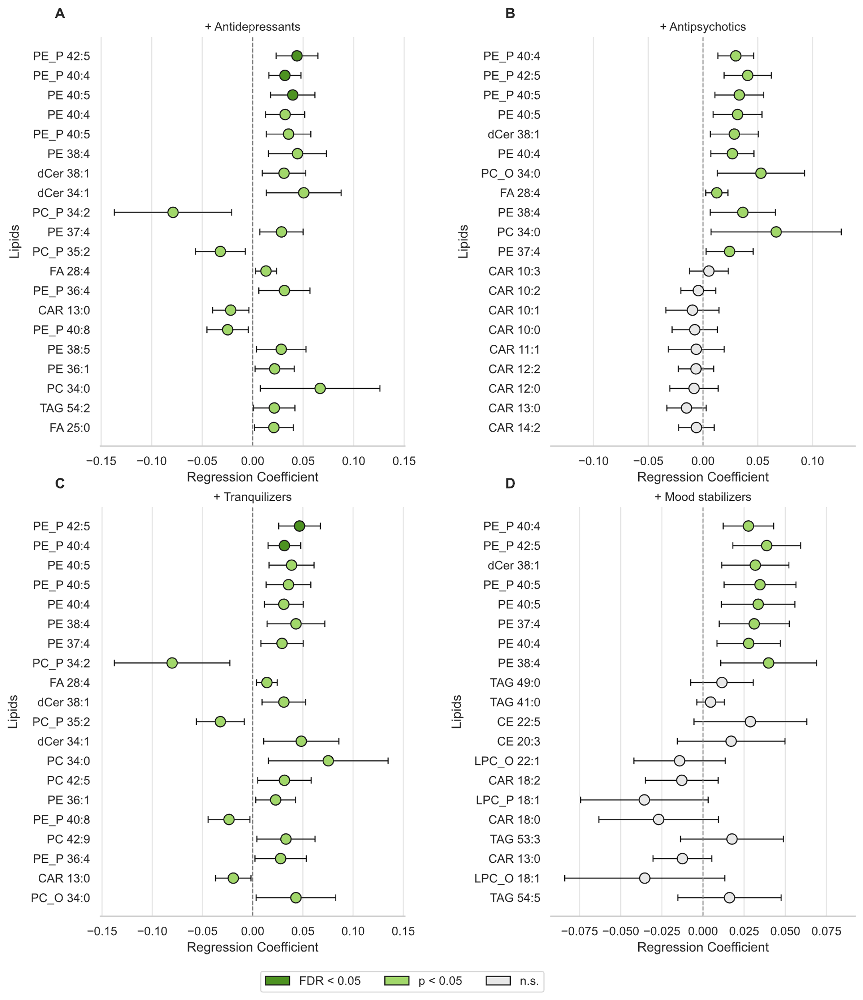 A
+ Antidepressants
Lipids
PE_P 42:5
PE_P 40:4
PE 40:5
PE 40:4
PE_P 40:5
PE 38:4
dCer 38:1
dCer 34:1
PC_P 34:2
PE 37:4
PC_P 35:2
FA 28:4
PE_P 36:4
CAR 13:0
PE_P 40:8
PE 38:5
PE 36:1
PC 34:0
TAG 54:2
FA 25:0
−0.15 −0.10 −0.05 0.00 0.05 0.10 0.15
Regression Coefficient
B
+ Antipsychotics
Lipids
PE_P 40:4
PE_P 42:5
PE_P 40:5
PE 40:5
dCer 38:1
PE 40:4
PC_O 34:0
FA 28:4
PE 38:4
PC 34:0
PE 37:4
CAR 10:3
CAR 10:2
CAR 10:1
CAR 10:0
CAR 11:1
CAR 12:2
CAR 12:0
CAR 13:0
CAR 14:2
−0.10 −0.05 0.00 0.05 0.10
Regression Coefficient
C
+ Tranquilizers
Lipids
PE_P 42:5
PE_P 40:4
PE 40:5
PE_P 40:5
PE 40:4
PE 38:4
PE 37:4
PC_P 34:2
FA 28:4
dCer 38:1
PC_P 35:2
dCer 34:1
PC 34:0
PC 42:5
PE 36:1
PE_P 40:8
PC 42:9
PE_P 36:4
CAR 13:0
PC_O 34:0
−0.15 −0.10 −0.05 0.00 0.05 0.10 0.15
Regression Coefficient
D
+ Mood stabilizers
Lipids
PE_P 40:4
PE_P 42:5
dCer 38:1
PE_P 40:5
PE 40:5
PE 37:4
PE 40:4
PE 38:4
TAG 49:0
TAG 41:0
CE 22:5
CE 20:3
LPC_O 22:1
CAR 18:2
LPC_P 18:1
CAR 18:0
TAG 53:3
CAR 13:0
LPC_O 18:1
TAG 54:5
−0.075 −0.050 −0.025 0.000 0.025 0.050 0.075
Regression Coefficient
FDR < 0.05 p < 0.05 n.s.